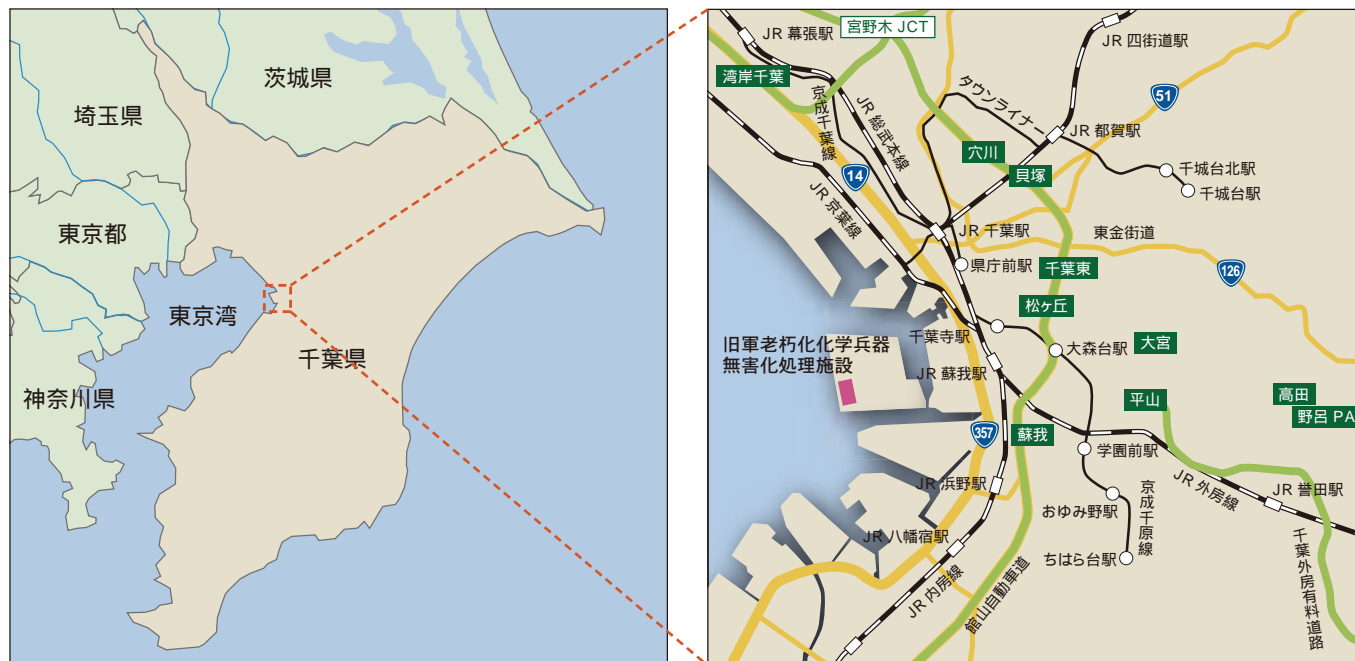 茨城県
埼玉県
東京都
東京湾
千葉県
神奈川県
JR 幕張駅
宮野木 JCT
JR 四街道駅
湾岸千葉
京成千葉線
JR 総武本線
タウンライナー
51
JR 都賀駅
穴川
貝塚
千城台北駅
千城台駅
14
JR 京葉線
JR 千葉駅
東金街道
県庁前駅
千葉東
126
松ヶ丘
千葉寺駅
大森台駅
大宮
旧軍老朽化化学兵器
無害化処理施設
JR 蘇我駅
平山
高田
野呂 PA
357
蘇我
学園前駅
JR 外房線
JR 誉田駅
JR 浜野駅
おゆみ野駅
京成千原線
JR 八幡宿駅
ちはら台駅
千葉外房有料道路
JR 内房線
館山自動車道